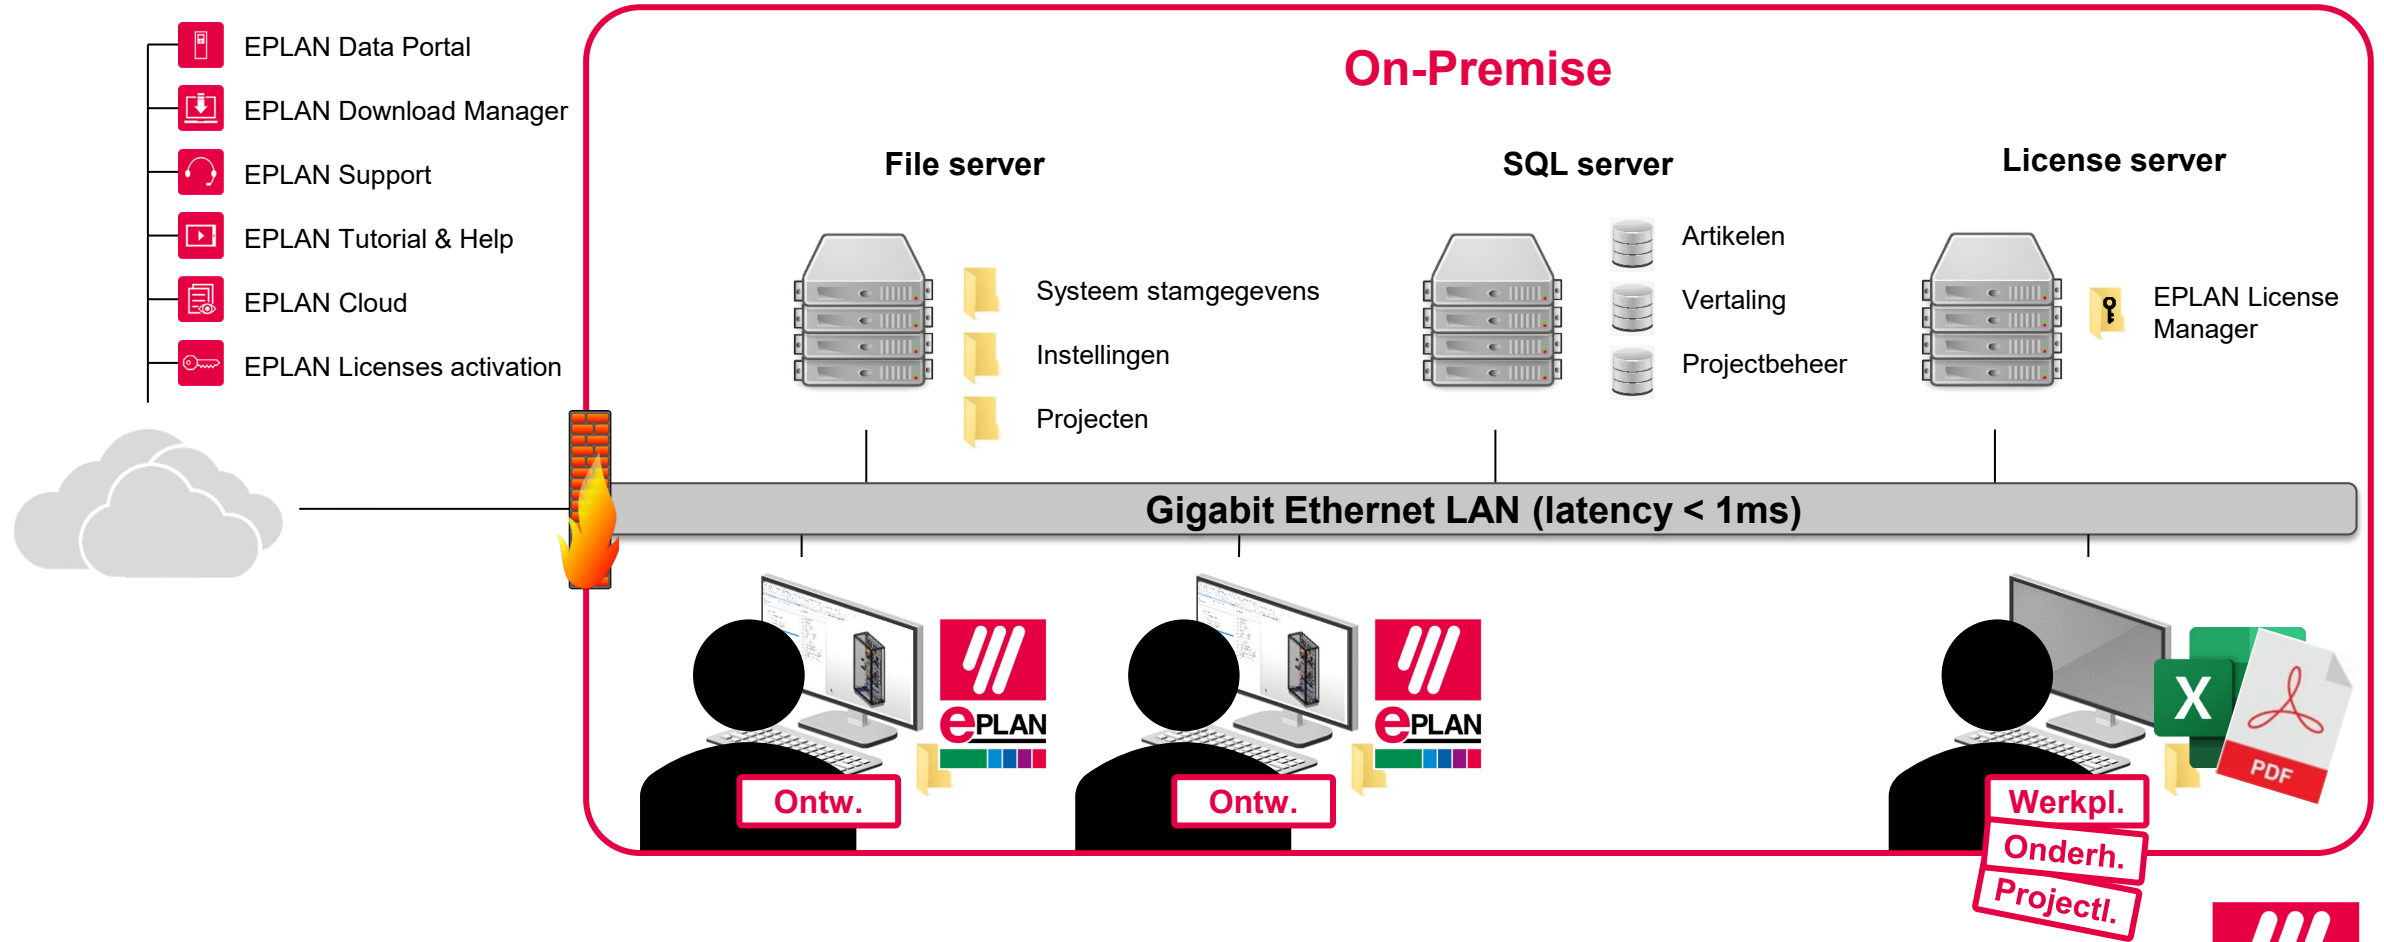 EPLAN Data Portal
EPLAN Download Manager
EPLAN Support
EPLAN Tutorial & Help
EPLAN Cloud
EPLAN Licenses activation
On-Premise
File server
Systeem stamgegevens
Instellingen
Projecten
SQL server
Artikelen
Vertaling
Projectbeheer
License server
EPLAN License
Manager
Gigabit Ethernet LAN (latency < 1ms)
ePLAN
Ontw.
ePLAN
Ontw.
X
PDF
Werkpl.
Onderh.
Projectl.